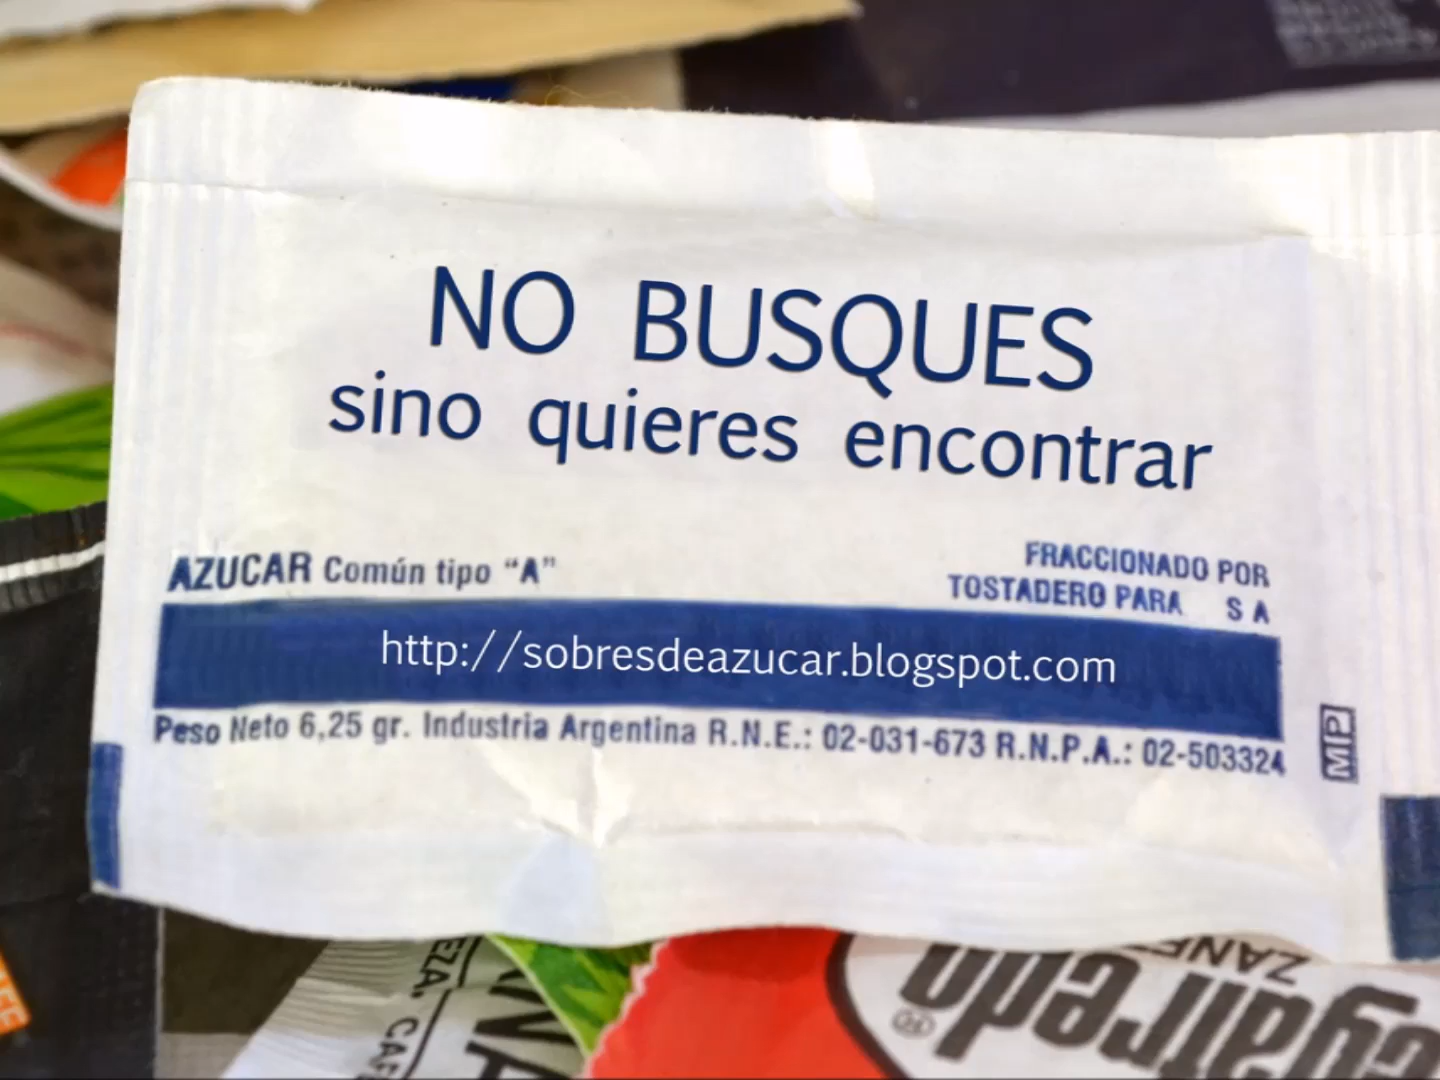 NO BUSQUES
sino quieres encontrar
AZUCAR Común tipo “A”
FRACCIONADO POR
TOSTADERO PARA S A
http://sobresdeazucar.blogspot.com
Peso Neto 6,25 gr. Industria Argentina R.N.E.: 02-031-673 R.N.P.A.: 02-503324
MP